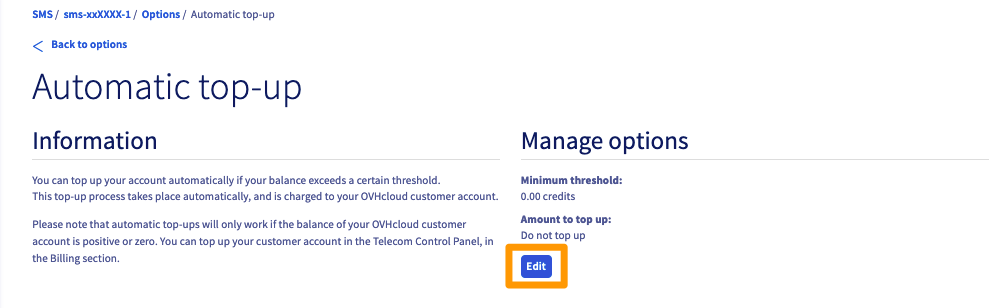 SMS / sms-xxXXXX-1 / Options / Automatic top-up
Back to options
Automatic top-up
Information
You can top up your account automatically if your balance exceeds a certain threshold.
This top-up process takes place automatically, and is charged to your OVHcloud customer account.
Please note that automatic top-ups will only work if the balance of your OVHcloud customer
account is positive or zero. You can top up your customer account in the Telecom Control Panel, in
the Billing section.
Manage options
Minimum threshold:
0.00 credits
Amount to top up:
Do not top up
Edit